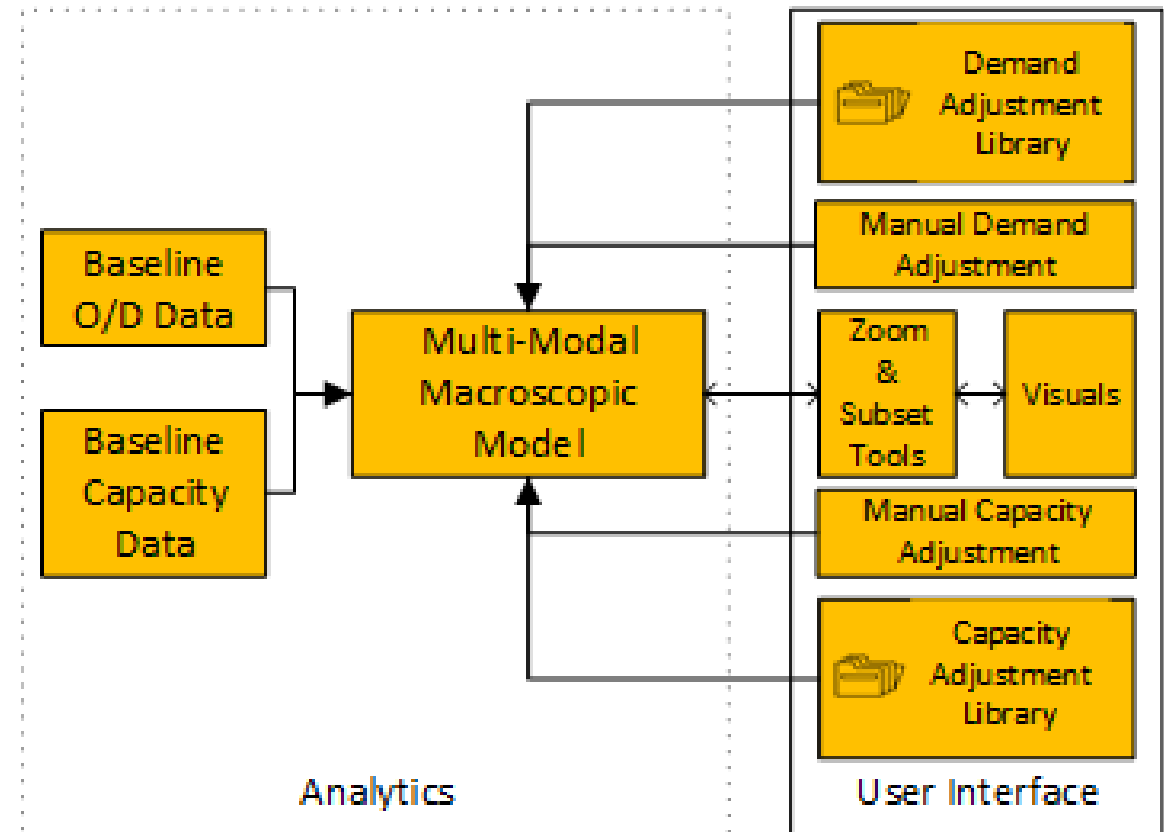 Baseline
O/D Data
Baseline
Capacity
Data
Multi-Modal
Macroscopic
Model
Analytics
Demand
Adjustment
Library
Manual Demand
Adjustment
Zoom
&
Subset
Tools
Visuals
Manual Capacity
Adjustment
Capacity
Adjustment
Library
User Interface